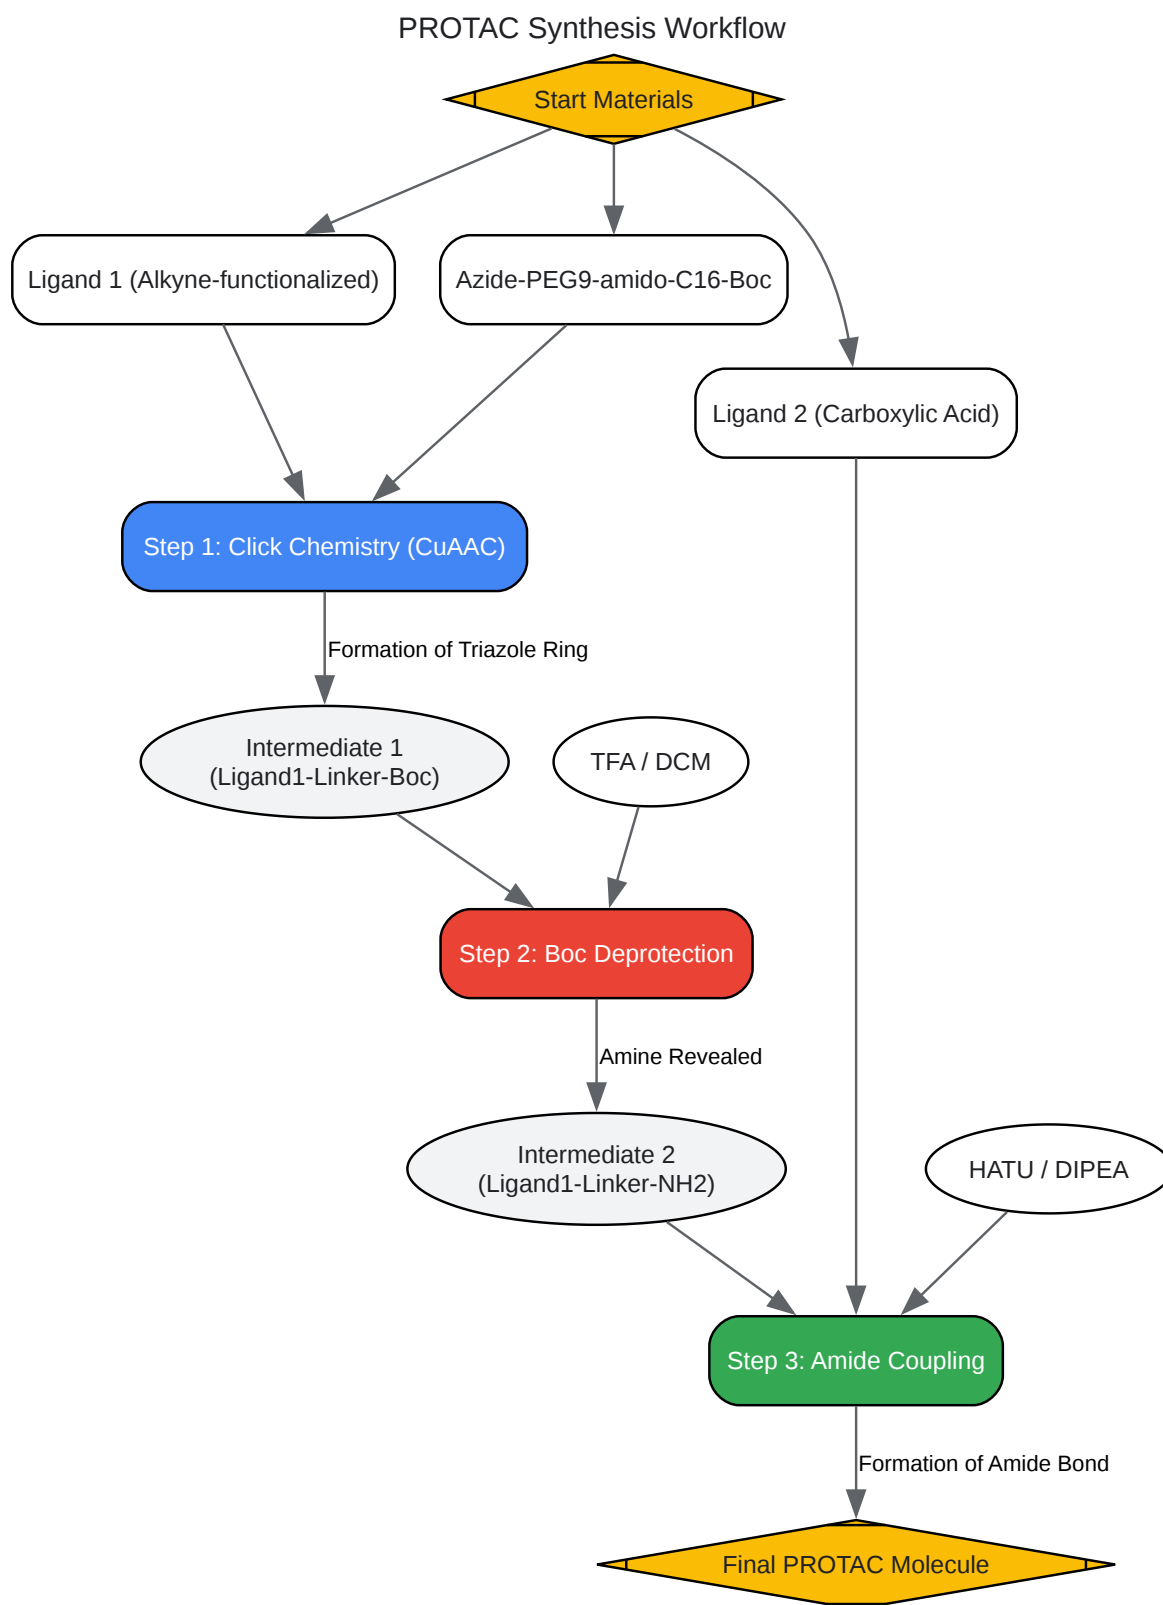 PROTAC Synthesis Workflow
Start Materials
Ligand 1 (Alkyne-functionalized)
Azide-PEG9-amido-C16-Boc
Ligand 2 (Carboxylic Acid)
Step 1: Click Chemistry (CuAAC)
Formation of Triazole Ring
Intermediate 1
(Ligand1-Linker-Boc)
TFA / DCM
Step 2: Boc Deprotection
Amine Revealed
Intermediate 2
(Ligand1-Linker-NH2)
HATU / DIPEA
Step 3: Amide Coupling
Formation of Amide Bond
Final PROTAC Molecule